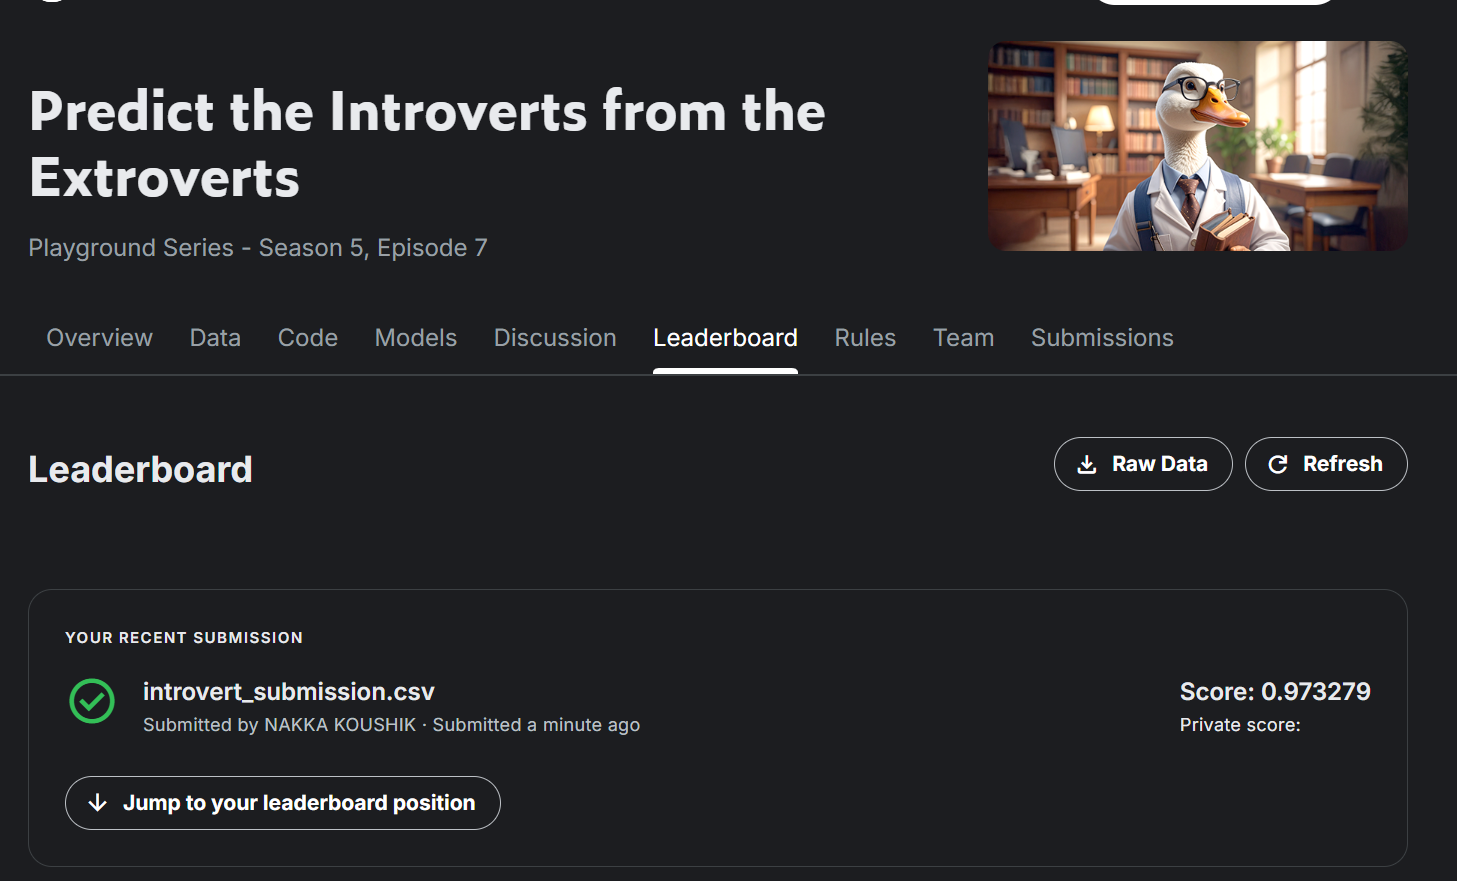 Predict the Introverts from the
Extroverts
Playground Series - Season 5, Episode 7
Overview Data Code Models Discussion Leaderboard Rules Team Submissions
Leaderboard
Raw Data Refresh
YOUR RECENT SUBMISSION
introvert_submission.csv Score: 0.973279
Submitted by NAKKA KOUSHIK · Submitted a minute ago Private score:
Jump to your leaderboard position